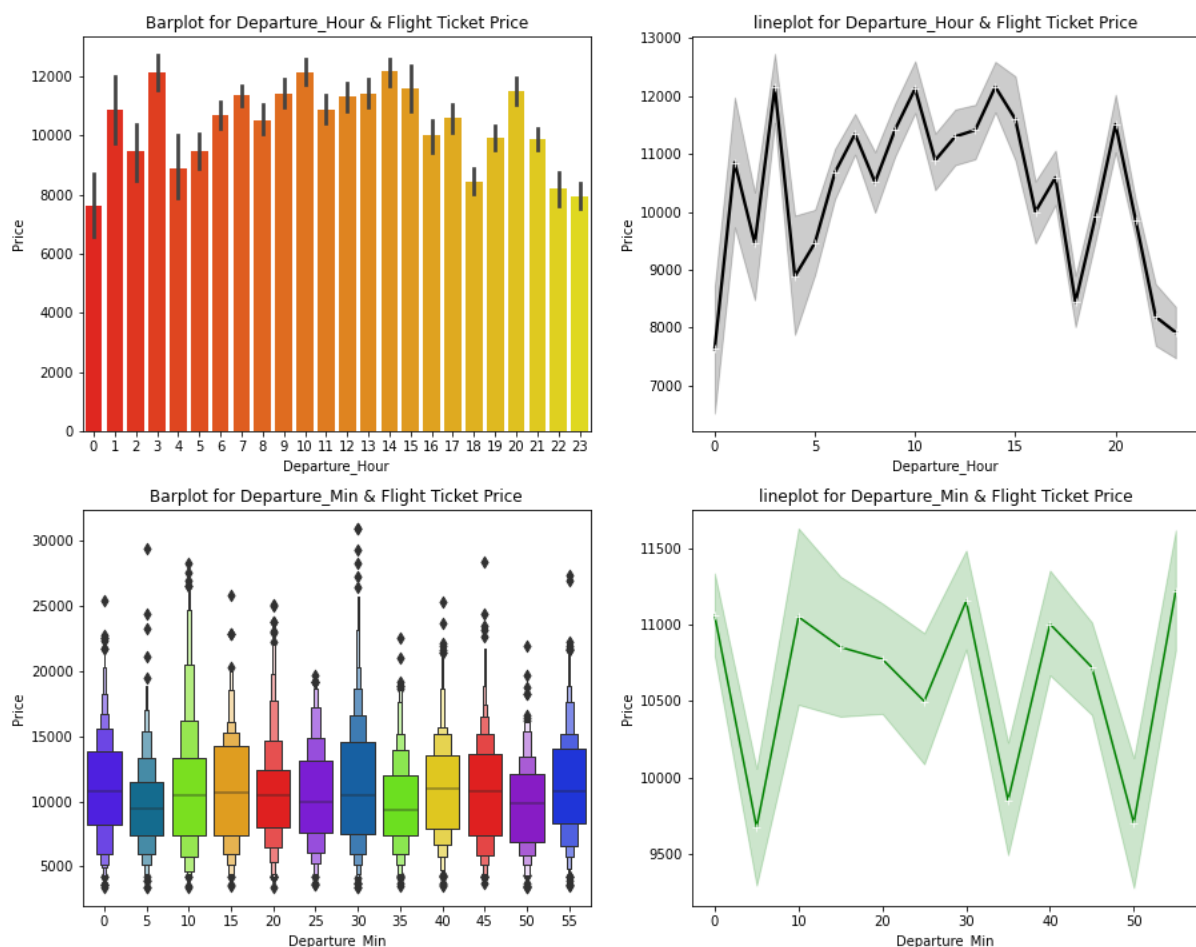 Barplot for Departure_Hour & Flight Ticket Price
12000
10000
8000
6000
4000
2000
0
Price
0 1 2 3 4 5 6 7 8 9 10 11 12 13 14 15 16 17 18 19 20 21 22 23
Departure_Hour
lineplot for Departure_Hour & Flight Ticket Price
13000
12000
11000
10000
9000
8000
7000
Price
0 5 10 15 20
Departure_Hour
Barplot for Departure_Min & Flight Ticket Price
30000
25000
20000
15000
10000
5000
Price
0 5 10 15 20 25 30 35 40 45 50 55
Departure_Min
lineplot for Departure_Min & Flight Ticket Price
11500
11000
10500
10000
9500
Price
0 10 20 30 40 50
Departure_Min